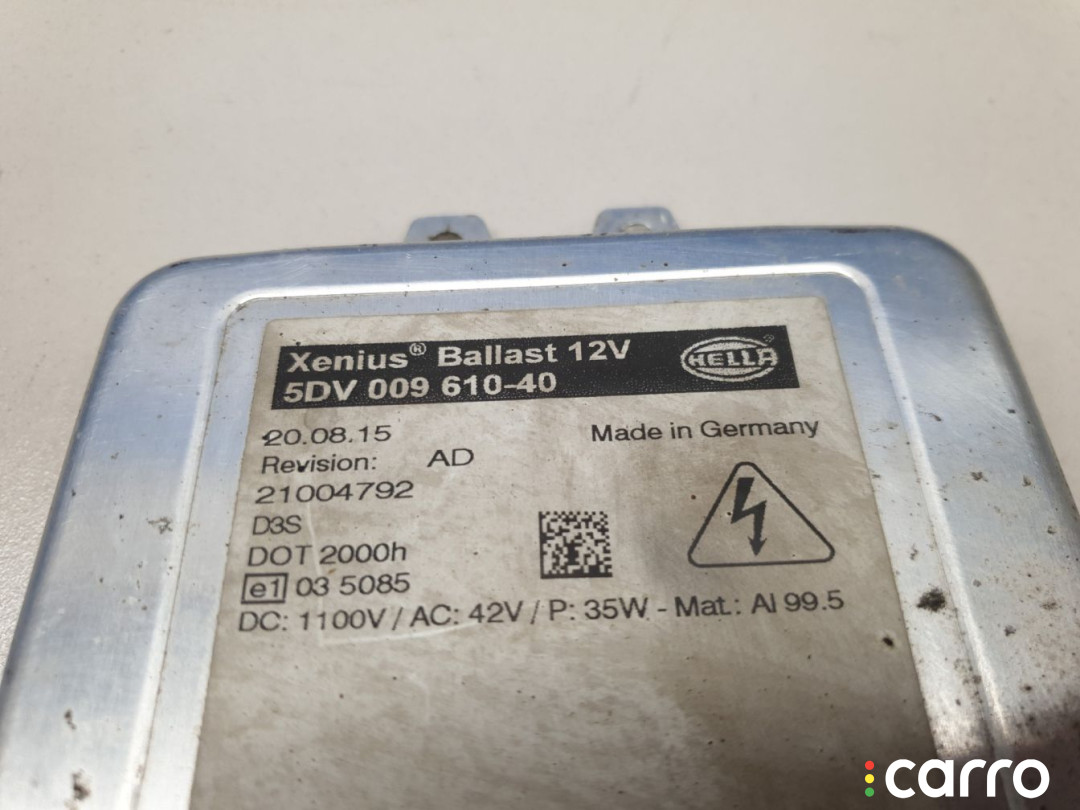 Xenius® Ballast 12V
HELLA
5DV 009 610-40
20.08.15
Made in Germany
Revision: AD
21004792
D3S
DOT 2000h
e1 03 5085
DC: 1100V / AC: 42V / P: 35W - Mat.: Al 99.5
carro